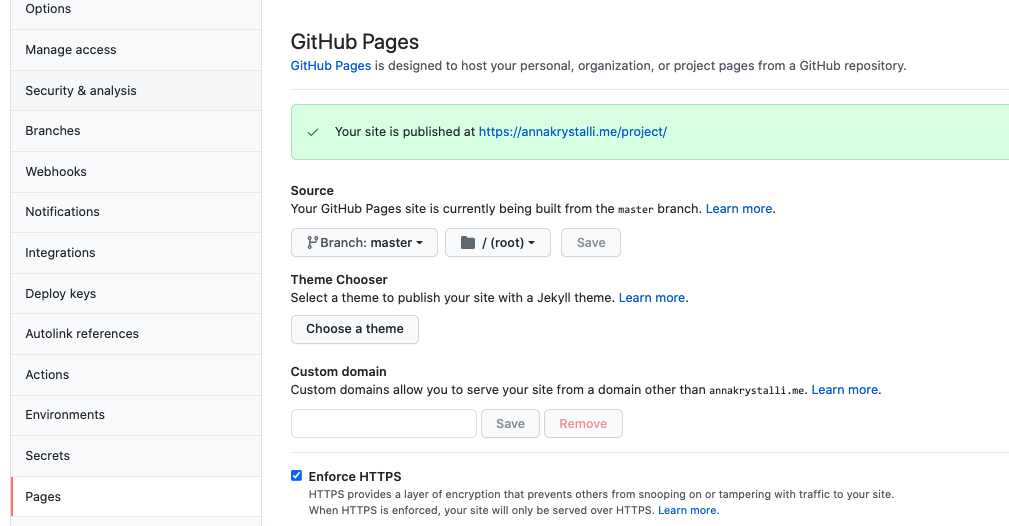 Options
Manage access
Security & analysis
Branches
Webhooks
Notifications
Integrations
Deploy keys
Autolink references
Actions
Environments
Secrets
Pages
GitHub Pages
GitHub Pages is designed to host your personal, organization, or project pages from a GitHub repository.
Your site is published at https://annakrystalli.me/project/
Source
Your GitHub Pages site is currently being built from the master branch. Learn more.
Branch: master / (root) Save
Theme Chooser
Select a theme to publish your site with a Jekyll theme. Learn more.
Choose a theme
Custom domain
Custom domains allow you to serve your site from a domain other than annakrystalli.me. Learn more.
Save Remove
Enforce HTTPS
HTTPS provides a layer of encryption that prevents others from snooping on or tampering with traffic to your site.
When HTTPS is enforced, your site will only be served over HTTPS. Learn more.